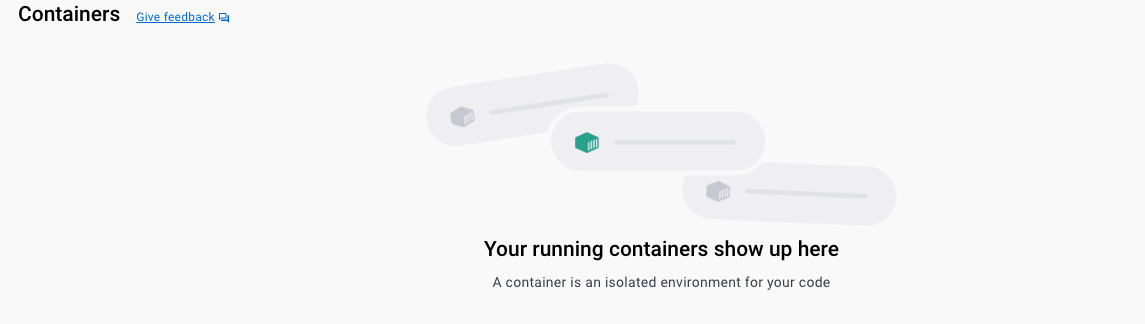 Containers Give feedback
Your running containers show up here
A container is an isolated environment for your code